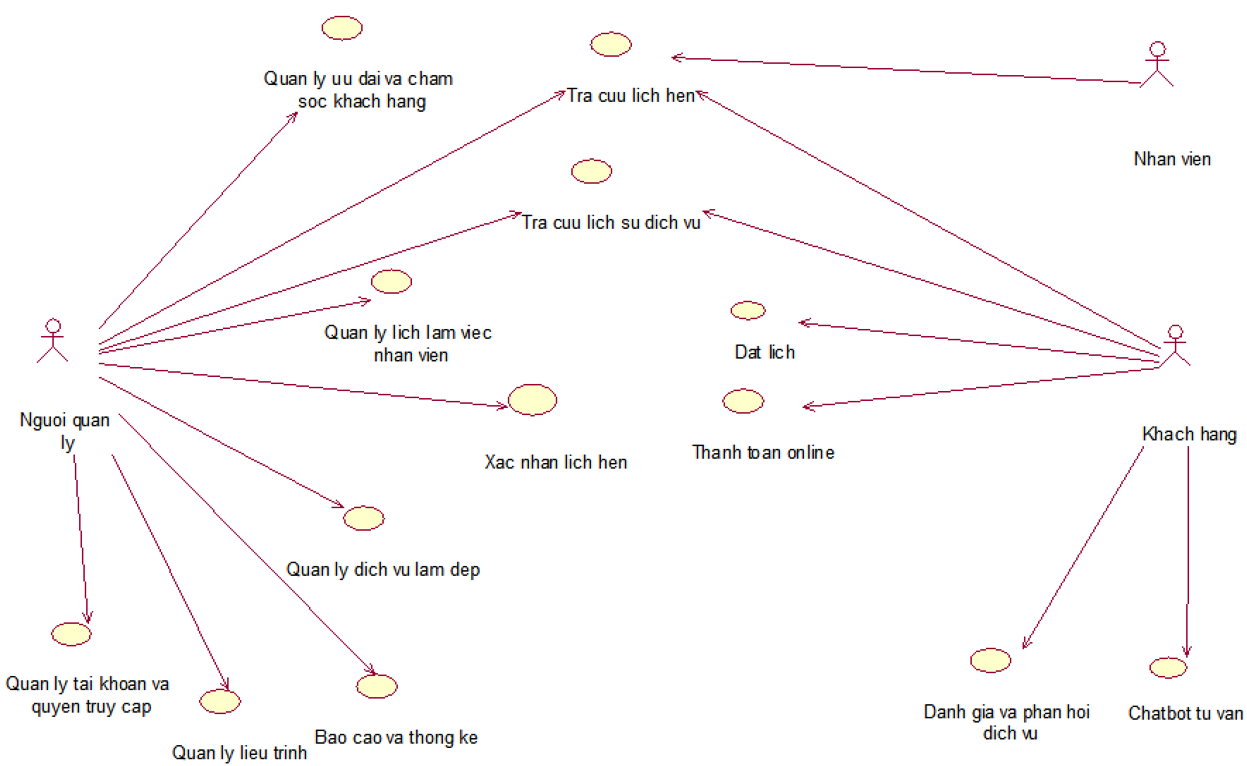 Quan ly uu dai va cham
soc khach hang
Tra cuu lich hen
Nhan vien
Tra cuu lich su dich vu
Quan ly lich lam viec
nhan vien
Dat lich
Nguoi quan
ly
Xac nhan lich hen
Thanh toan online
Khach hang
Quan ly dich vu lam dep
Quan ly tai khoan va
quyen truy cap
Quan ly lieu trinh
Bao cao va thong ke
Danh gia va phan hoi
dich vu
Chatbot tu van